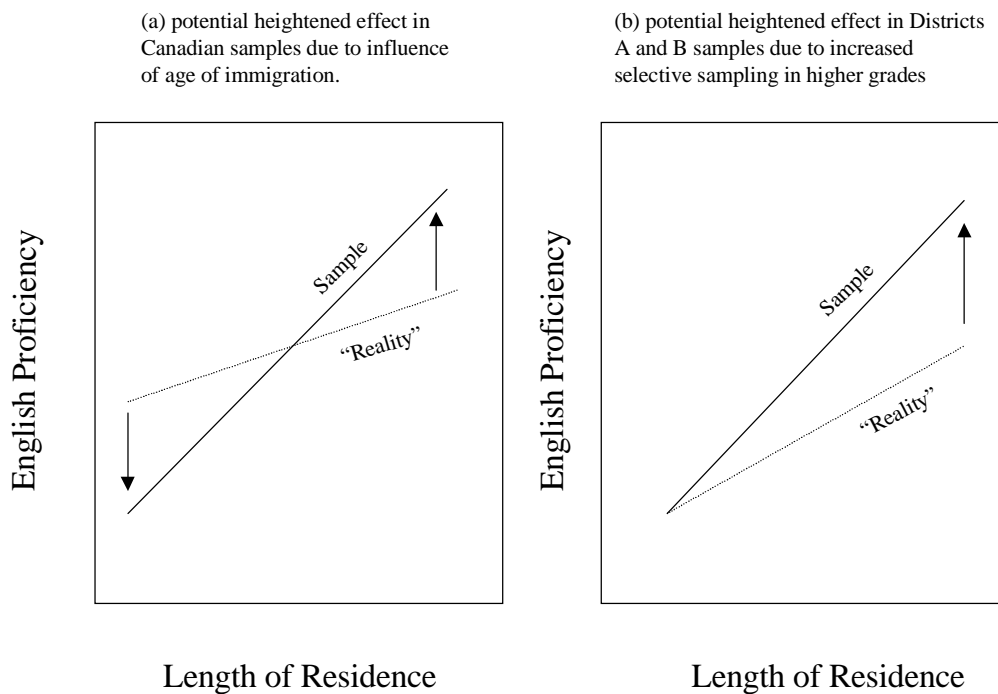 (a) potential heightened effect in
Canadian samples due to influence
of age of immigration.
English Proficiency
Sample
“Reality”
Length of Residence
(b) potential heightened effect in Districts
A and B samples due to increased
selective sampling in higher grades
English Proficiency
Sample
“Reality”
Length of Residence